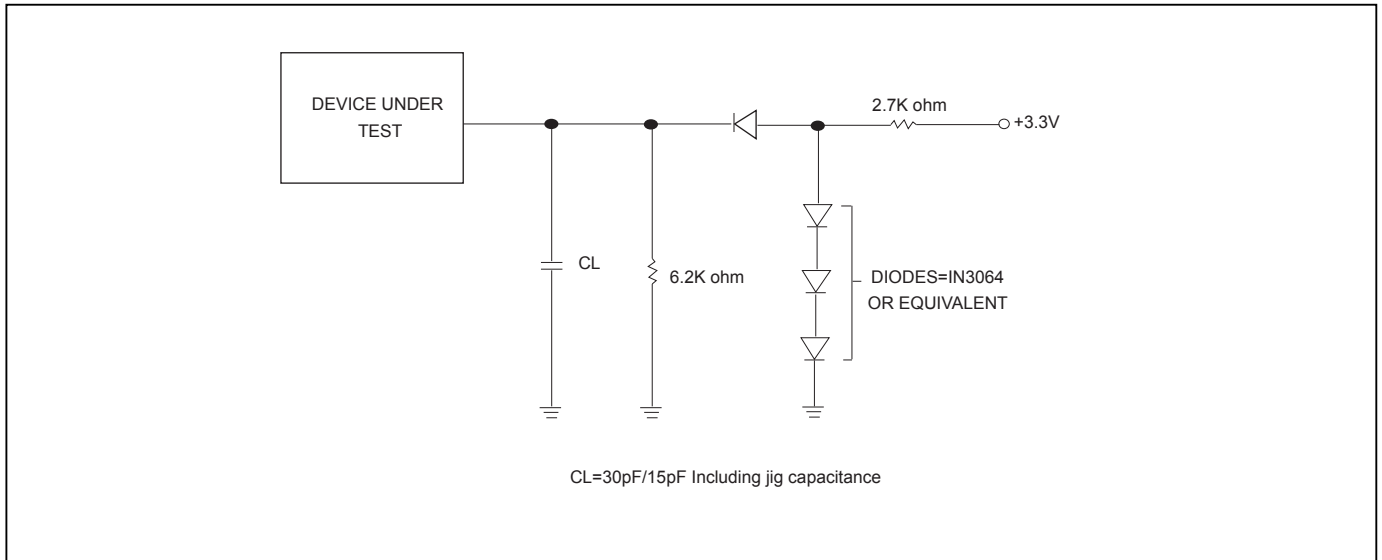 DEVICE UNDER
TEST
2.7K ohm
+3.3V
CL
6.2K ohm
DIODES=IN3064
OR EQUIVALENT
CL=30pF/15pF Including jig capacitance